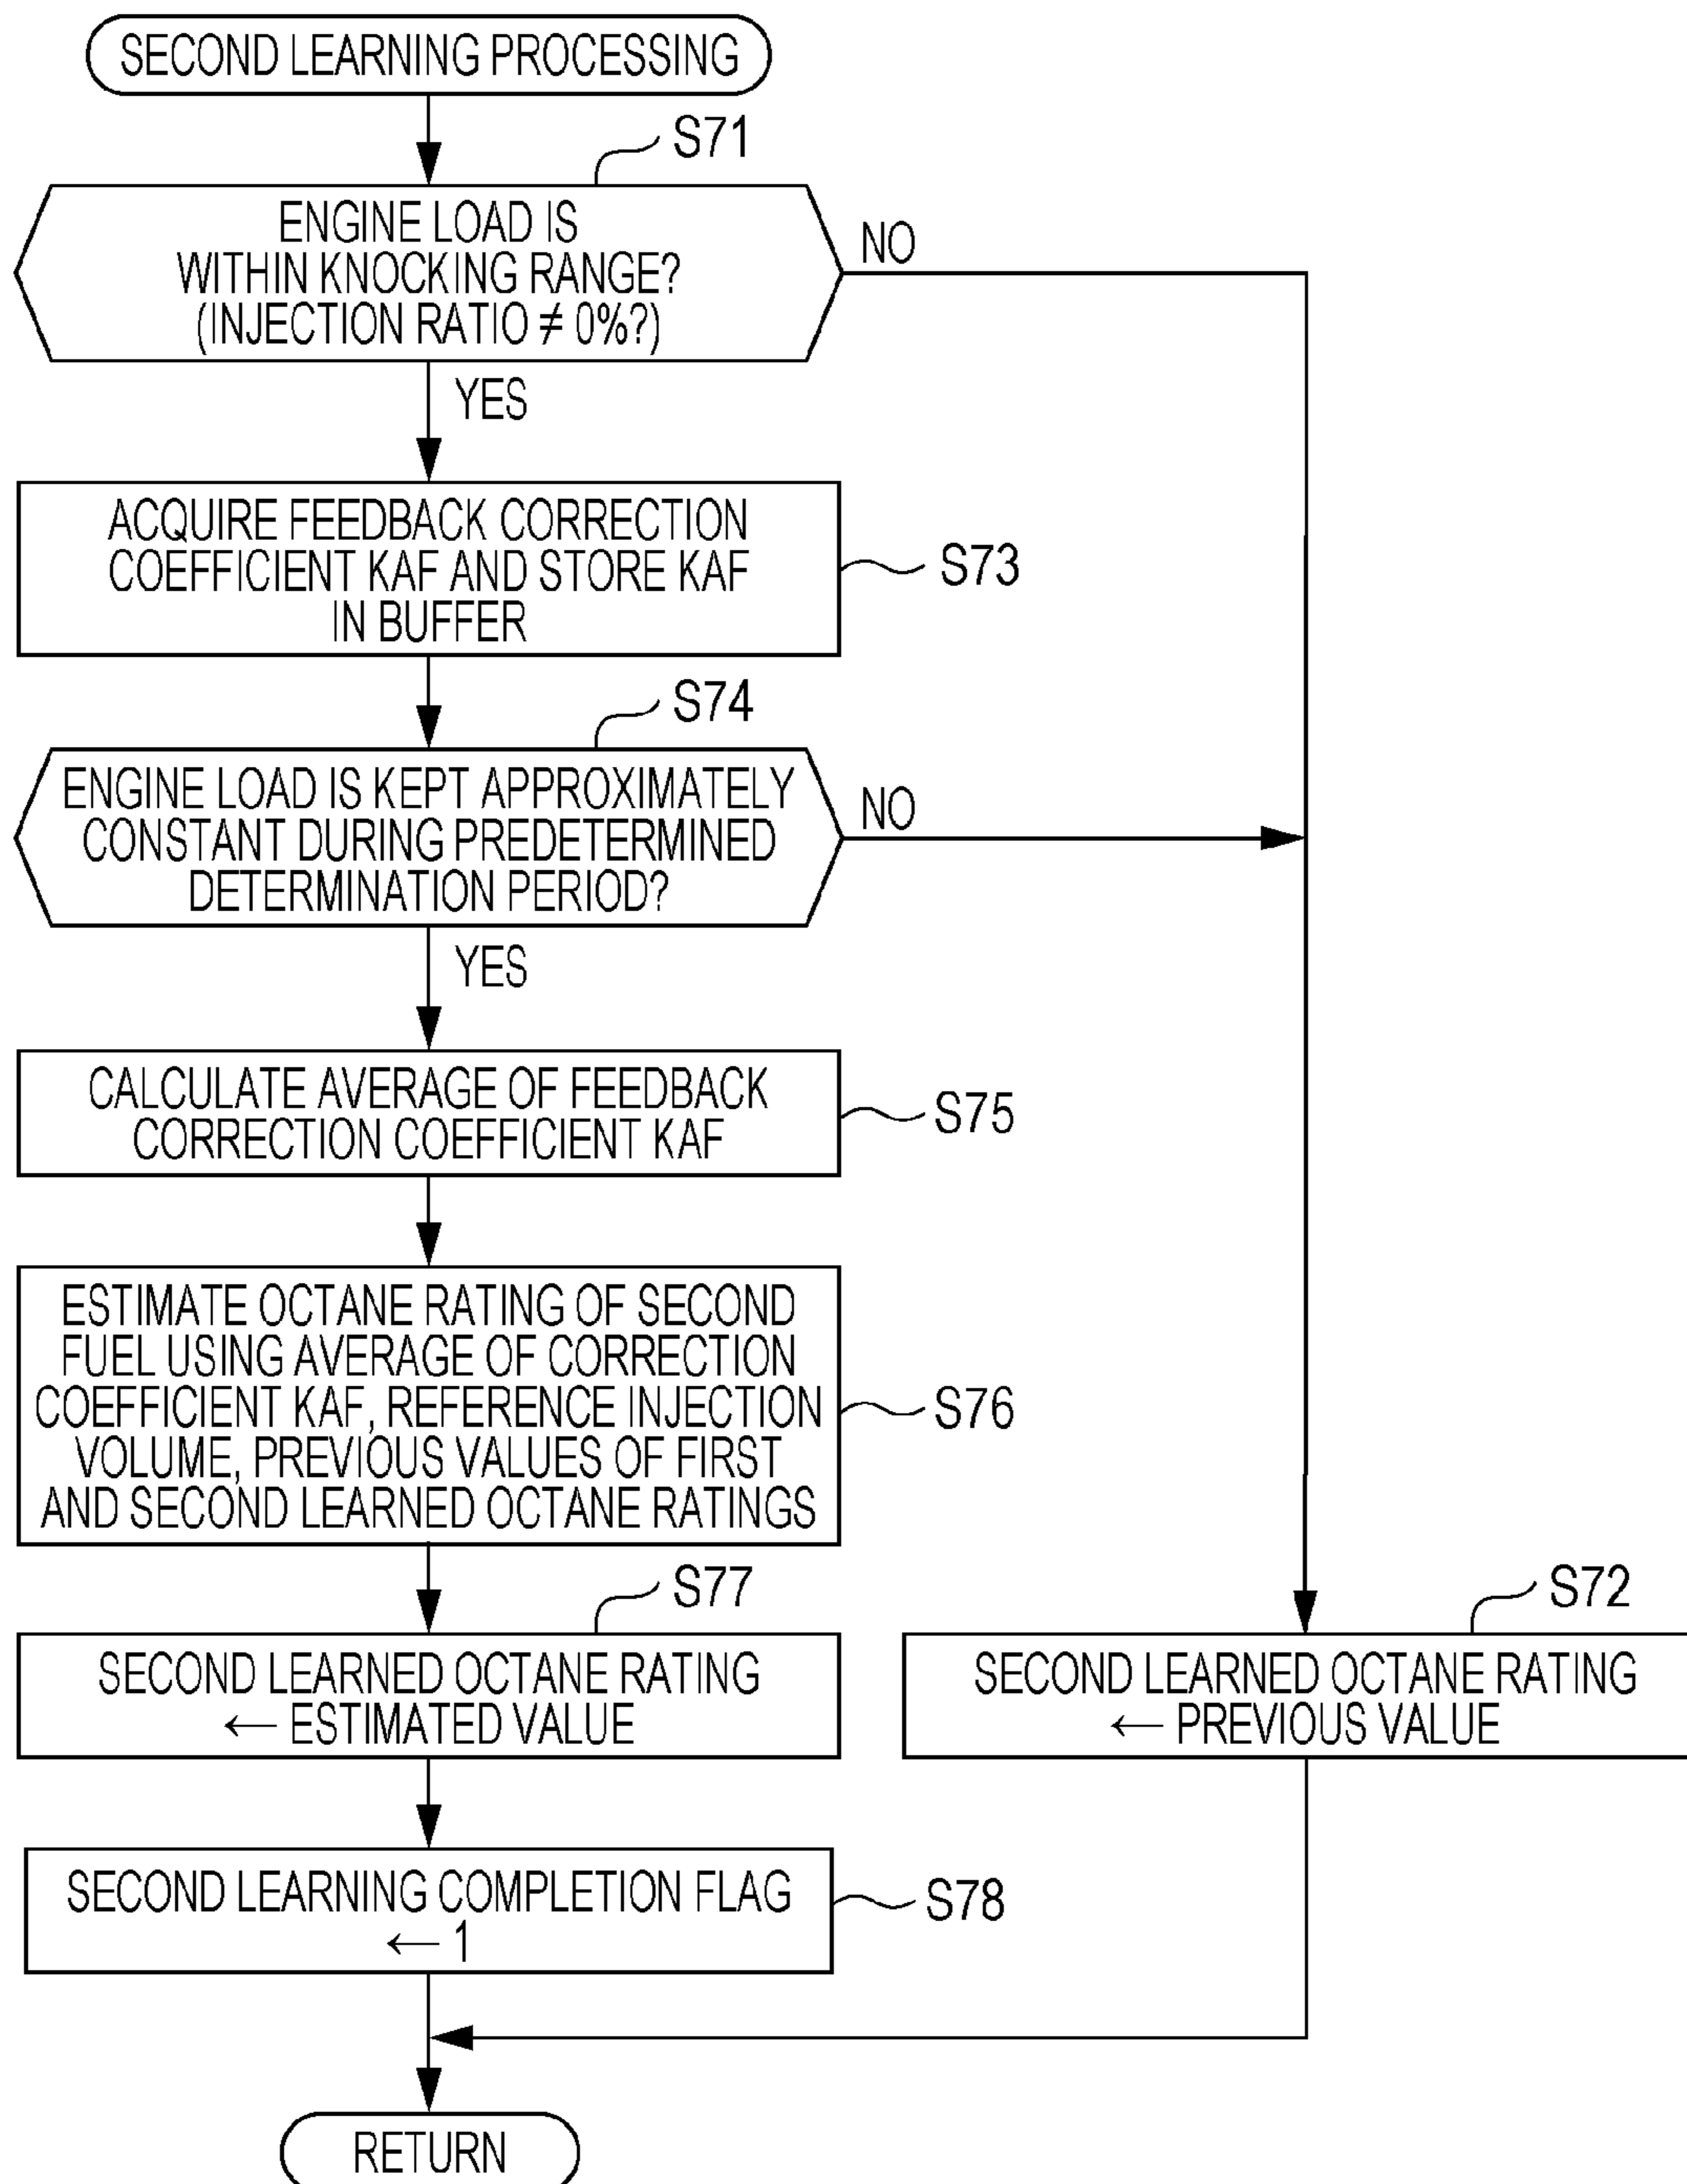 SECOND LEARNING PROCESSING
S71
ENGINE LOAD IS
WITHIN KNOCKING RANGE?
(INJECTION RATIO ≠ 0%?)
NO
YES
ACQUIRE FEEDBACK CORRECTION
COEFFICIENT KAF AND STORE KAF
IN BUFFER
S73
S74
ENGINE LOAD IS KEPT APPROXIMATELY
CONSTANT DURING PREDETERMINED
DETERMINATION PERIOD?
NO
YES
CALCULATE AVERAGE OF FEEDBACK
CORRECTION COEFFICIENT KAF
S75
ESTIMATE OCTANE RATING OF SECOND
FUEL USING AVERAGE OF CORRECTION
COEFFICIENT KAF, REFERENCE INJECTION
VOLUME, PREVIOUS VALUES OF FIRST
AND SECOND LEARNED OCTANE RATINGS
S76
S77
SECOND LEARNED OCTANE RATING
← ESTIMATED VALUE
S72
SECOND LEARNED OCTANE RATING
← PREVIOUS VALUE
SECOND LEARNING COMPLETION FLAG
← 1
S78
RETURN